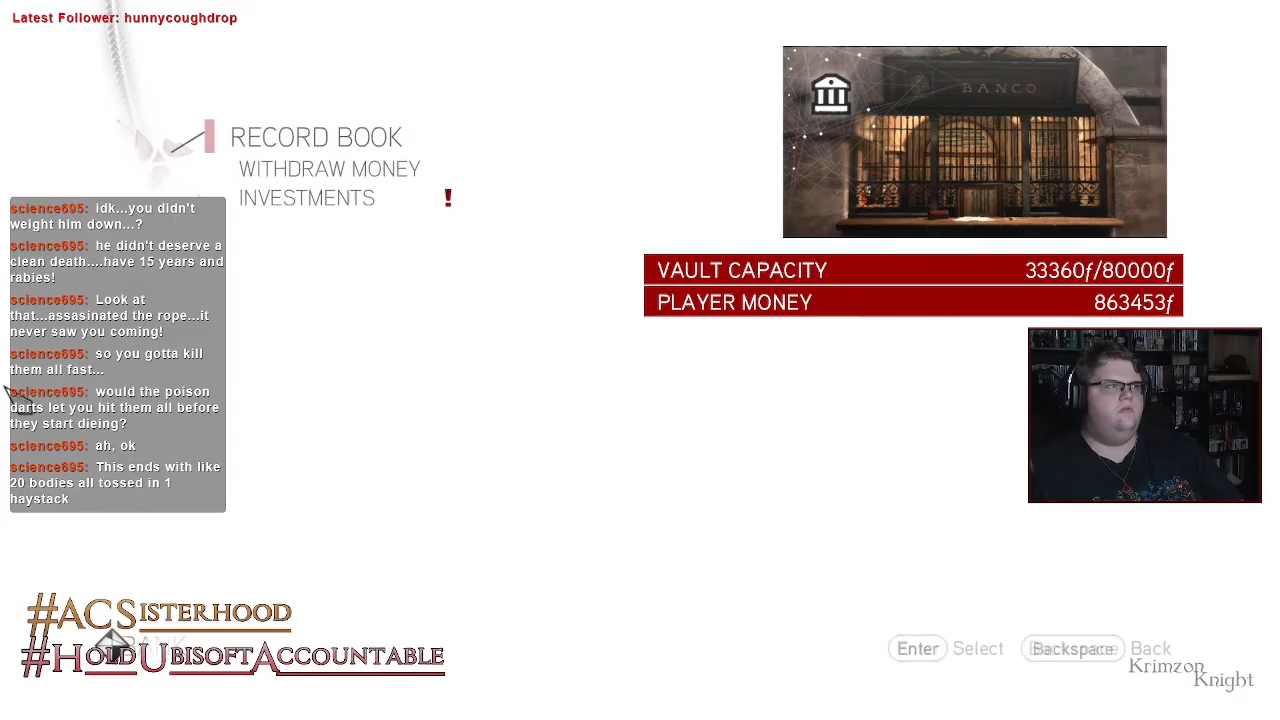 Latest Follower: hunnycoughdrop
BANCO
RECORD BOOK
WITHDRAW MONEY
INVESTMENTS !
science695: idk...you didn't
weight him down...?
science695: he didn't deserve a
clean death....have 15 years and
rabies!
science695: Look at
that...assasinated the rope...it
never saw you coming!
science695: so you gotta kill
them all fast...
science695: would the poison
darts let you hit them all before
they start dieing?
science695: ah, ok
science695: This ends with like
20 bodies all tossed in 1
haystack
VAULT CAPACITY 33360ƒ/80000ƒ
PLAYER MONEY 863453ƒ
#ACSisterhood
BANK
#HoldUbisoftAccountable
Enter Select Backspace Back
Krimzon
Knight